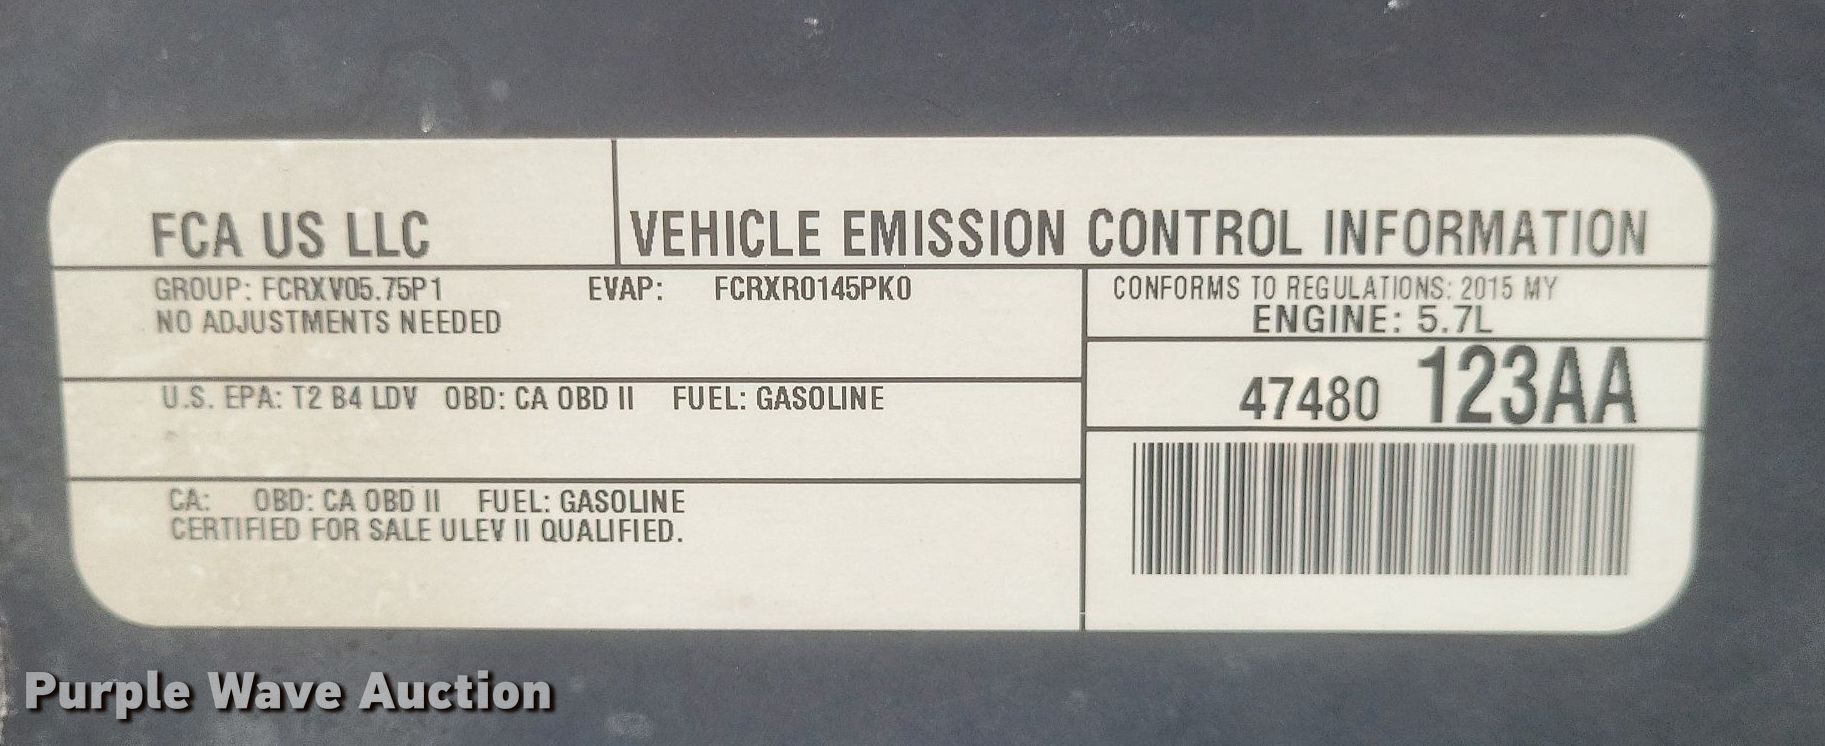 FCA US LLC
VEHICLE EMISSION CONTROL INFORMATION
GROUP: FCRXV05.75P1 EVAP: FCRXR0145PK0
NO ADJUSTMENTS NEEDED
CONFORMS TO REGULATIONS: 2015 MY
ENGINE: 5.7L
U.S. EPA: T2 B4 LDV OBD: CA OBD II FUEL: GASOLINE
47480 123AA
CA: OBD: CA OBD II FUEL: GASOLINE
CERTIFIED FOR SALE ULEV II QUALIFIED.
Purple Wave Auction